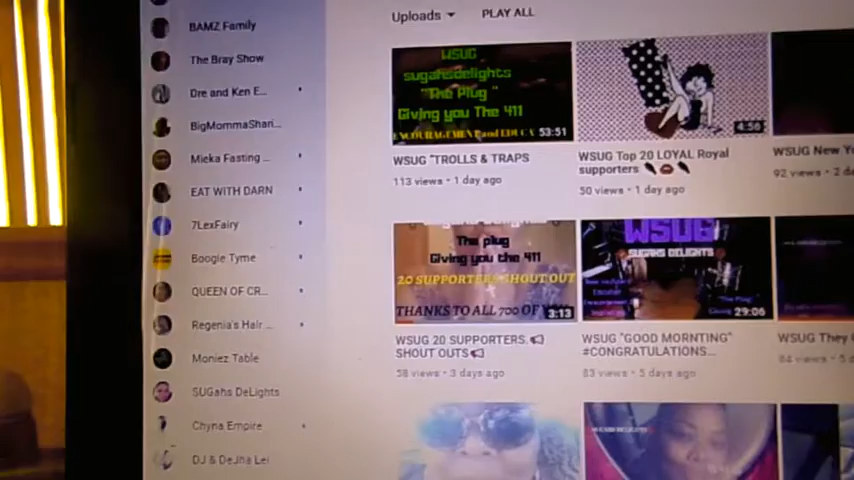 BAMZ Family
The Bray Show
Dre and Ken E...
BigMommaShari...
Mieka Fasting ...
EAT WITH DARN
7LexFairy
Boogie Tyme
QUEEN OF CR...
Regenia's Hair ...
Moniez Table
SUGahs DeLights
Chyna Empire
DJ & DeJha Lei
Uploads
PLAY ALL
WSUG
sugahsdelights
"The Plug"
Giving you The 411
ENCOURAGEMENT and EDUCA
53:51
WSUG "TROLLS & TRAPS
113 views • 1 day ago
4:50
WSUG Top 20 LOYAL Royal
supporters
50 views • 1 day ago
WSUG New Y
92 views • 2 d
The plug
Giving you the 411
20 SUPPORTERS SHOUT OUT
THANKS TO ALL 700 OF
3:13
WSUG 20 SUPPORTERS.
SHOUT OUTS
58 views • 3 days ago
WSUG
SUGAHS DELIGHTS
"The Plug"
29:06
WSUG "GOOD MORNTING"
#CONGRATULATIONS...
83 views • 5 days ago
WSUG They
84 views • 5 d